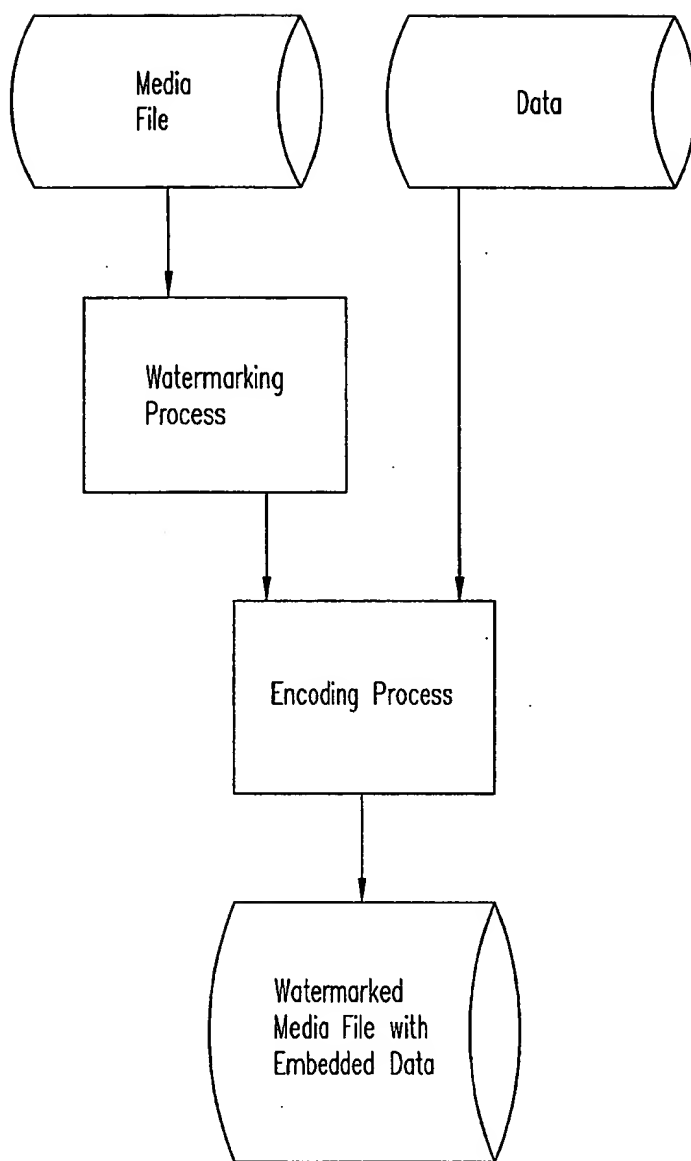 Media
File
Data
Watermarking
Process
Encoding Process
Watermarked
Media File with
Embedded Data